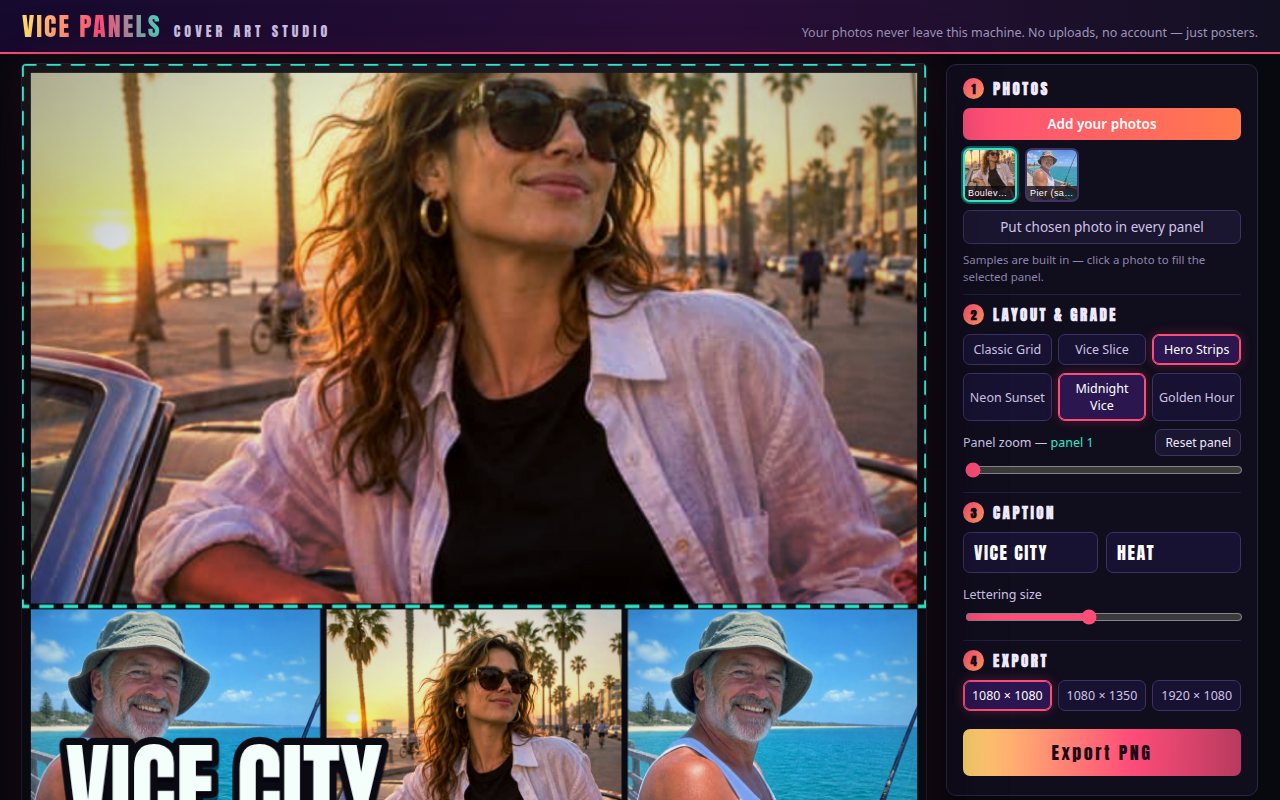 VICE PANELS COVER ART STUDIO
Your photos never leave this machine. No uploads, no account — just posters.
1 PHOTOS
Add your photos
Boulev... Pier (sa...
Put chosen photo in every panel
Samples are built in — click a photo to fill the
selected panel.
2 LAYOUT & GRADE
Classic Grid Vice Slice Hero Strips
Neon Sunset Midnight Vice Golden Hour
Panel zoom — panel 1 Reset panel
3 CAPTION
VICE CITY HEAT
Lettering size
4 EXPORT
1080 × 1080 1080 × 1350 1920 × 1080
Export PNG
VICE CITY